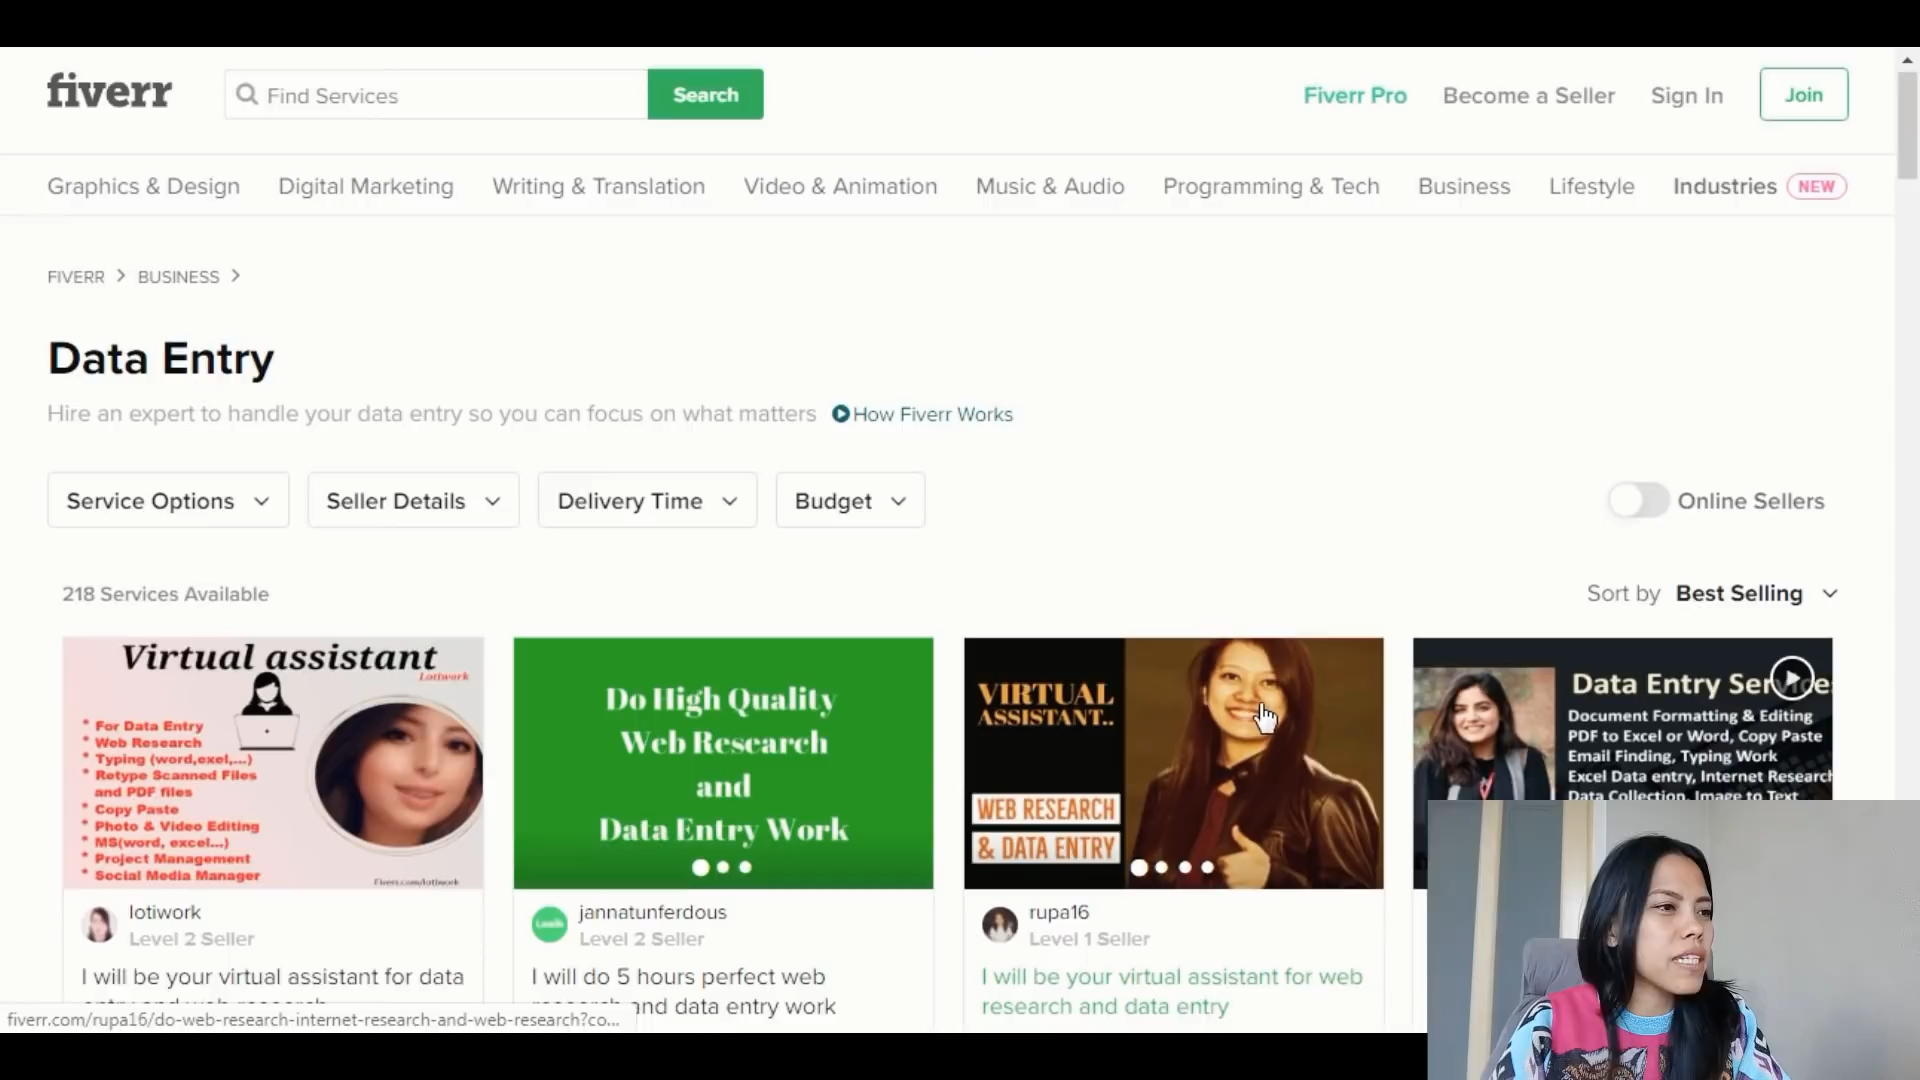 fiverr
Find Services
Search
Fiverr Pro
Become a Seller
Sign In
Join
Graphics & Design
Digital Marketing
Writing & Translation
Video & Animation
Music & Audio
Programming & Tech
Business
Lifestyle
Industries NEW
FIVERR > BUSINESS >
Data Entry
Hire an expert to handle your data entry so you can focus on what matters
How Fiverr Works
Service Options
Seller Details
Delivery Time
Budget
Online Sellers
218 Services Available
Sort by Best Selling
Virtual assistant
Lotiwork
* For Data Entry
* Web Research
* Typing (word,exel,...)
* Retype Scanned Files
and PDF files
* Copy Paste
* Photo & Video Editing
* MS(word, excel...)
* Project Management
* Social Media Manager
Fiverr.com/lotiwork
lotiwork
Level 2 Seller
I will be your virtual assistant for data
Do High Quality
Web Research
and
Data Entry Work
jannatunferdous
Level 2 Seller
I will do 5 hours perfect web
and data entry work
VIRTUAL
ASSISTANT..
WEB RESEARCH
& DATA ENTRY
rupa16
Level 1 Seller
I will be your virtual assistant for web
research and data entry
Data Entry
Document Formatting & Editing
PDF to Excel or Word, Copy Paste
Email Finding, Typing Work
Excel Data entry, Internet Research
Data Collection, Image to Text
fiverr.com/rupa16/do-web-research-internet-research-and-web-research?co...